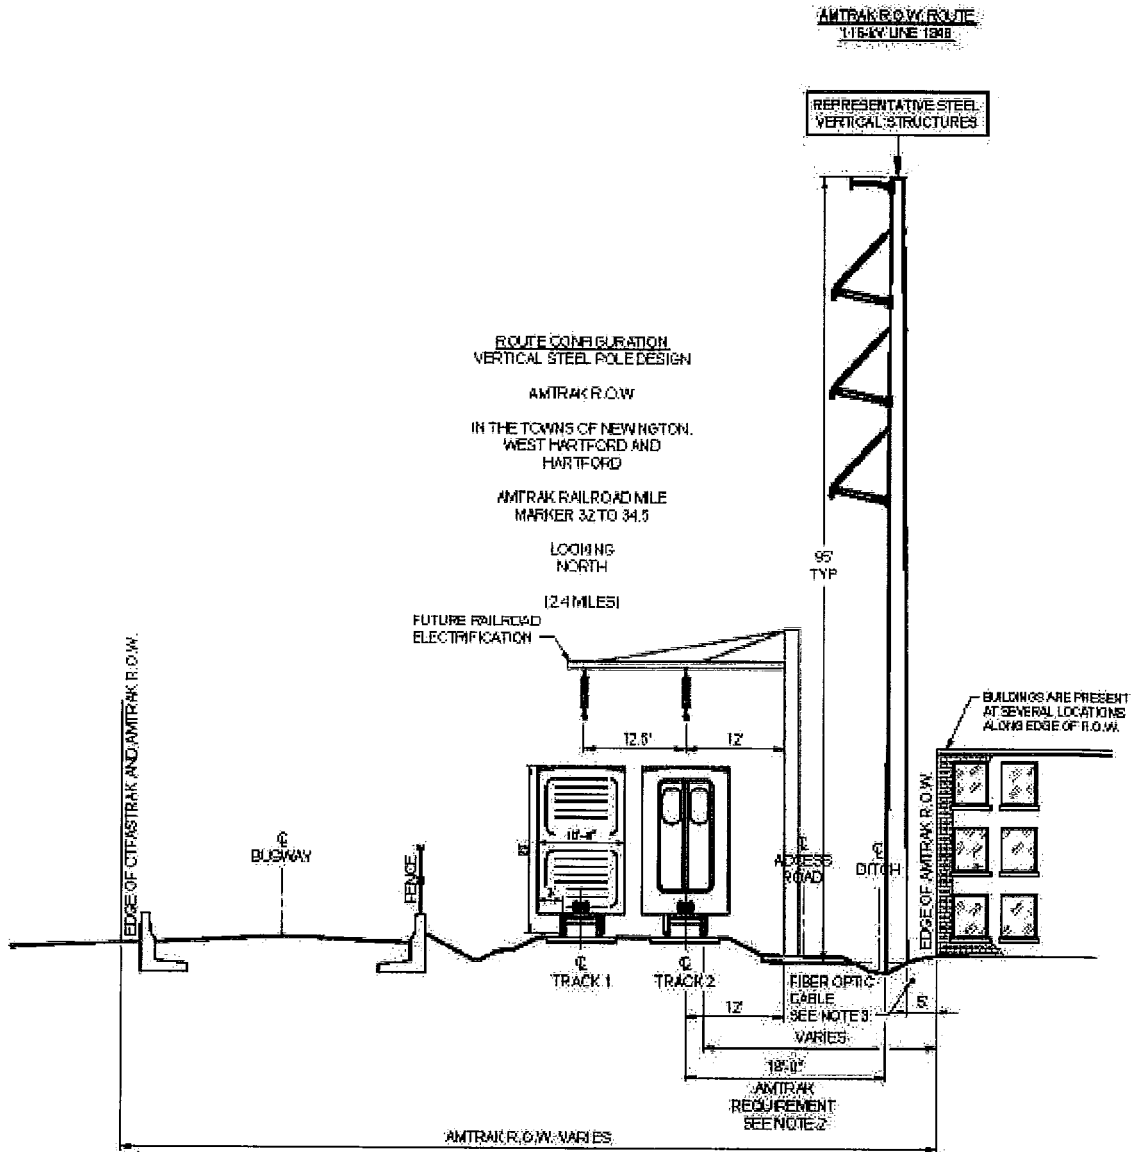 AMTRAK R.O.W. ROUTE
115-kV LINE 1346
REPRESENTATIVE STEEL
VERTICAL STRUCTURES
ROUTE CONFIGURATION
VERTICAL STEEL POLE DESIGN
AMTRAK R.O.W
IN THE TOWNS OF NEWINGTON,
WEST HARTFORD AND
HARTFORD
AMTRAK RAILROAD MILE
MARKER 32 TO 34.5
LOOKING
NORTH
(2.4 MILES)
95'
TYP
FUTURE RAILROAD
ELECTRIFICATION
EDGE OF CTFASTRAK AND AMTRAK R.O.W.
BUILDINGS ARE PRESENT
AT SEVERAL LOCATIONS
ALONG EDGE OF R.O.W.
12.5'
12'
℄
BUSWAY
FENCE
10'-8"
℄
ACCESS
ROAD
℄
DITCH
EDGE OF AMTRAK R.O.W.
℄
TRACK 1
℄
TRACK 2
FIBER OPTIC
CABLE
SEE NOTE 3
12'
5'
VARIES
18'-0"
AMTRAK
REQUIREMENT
SEE NOTE 2
AMTRAK R.O.W. VARIES